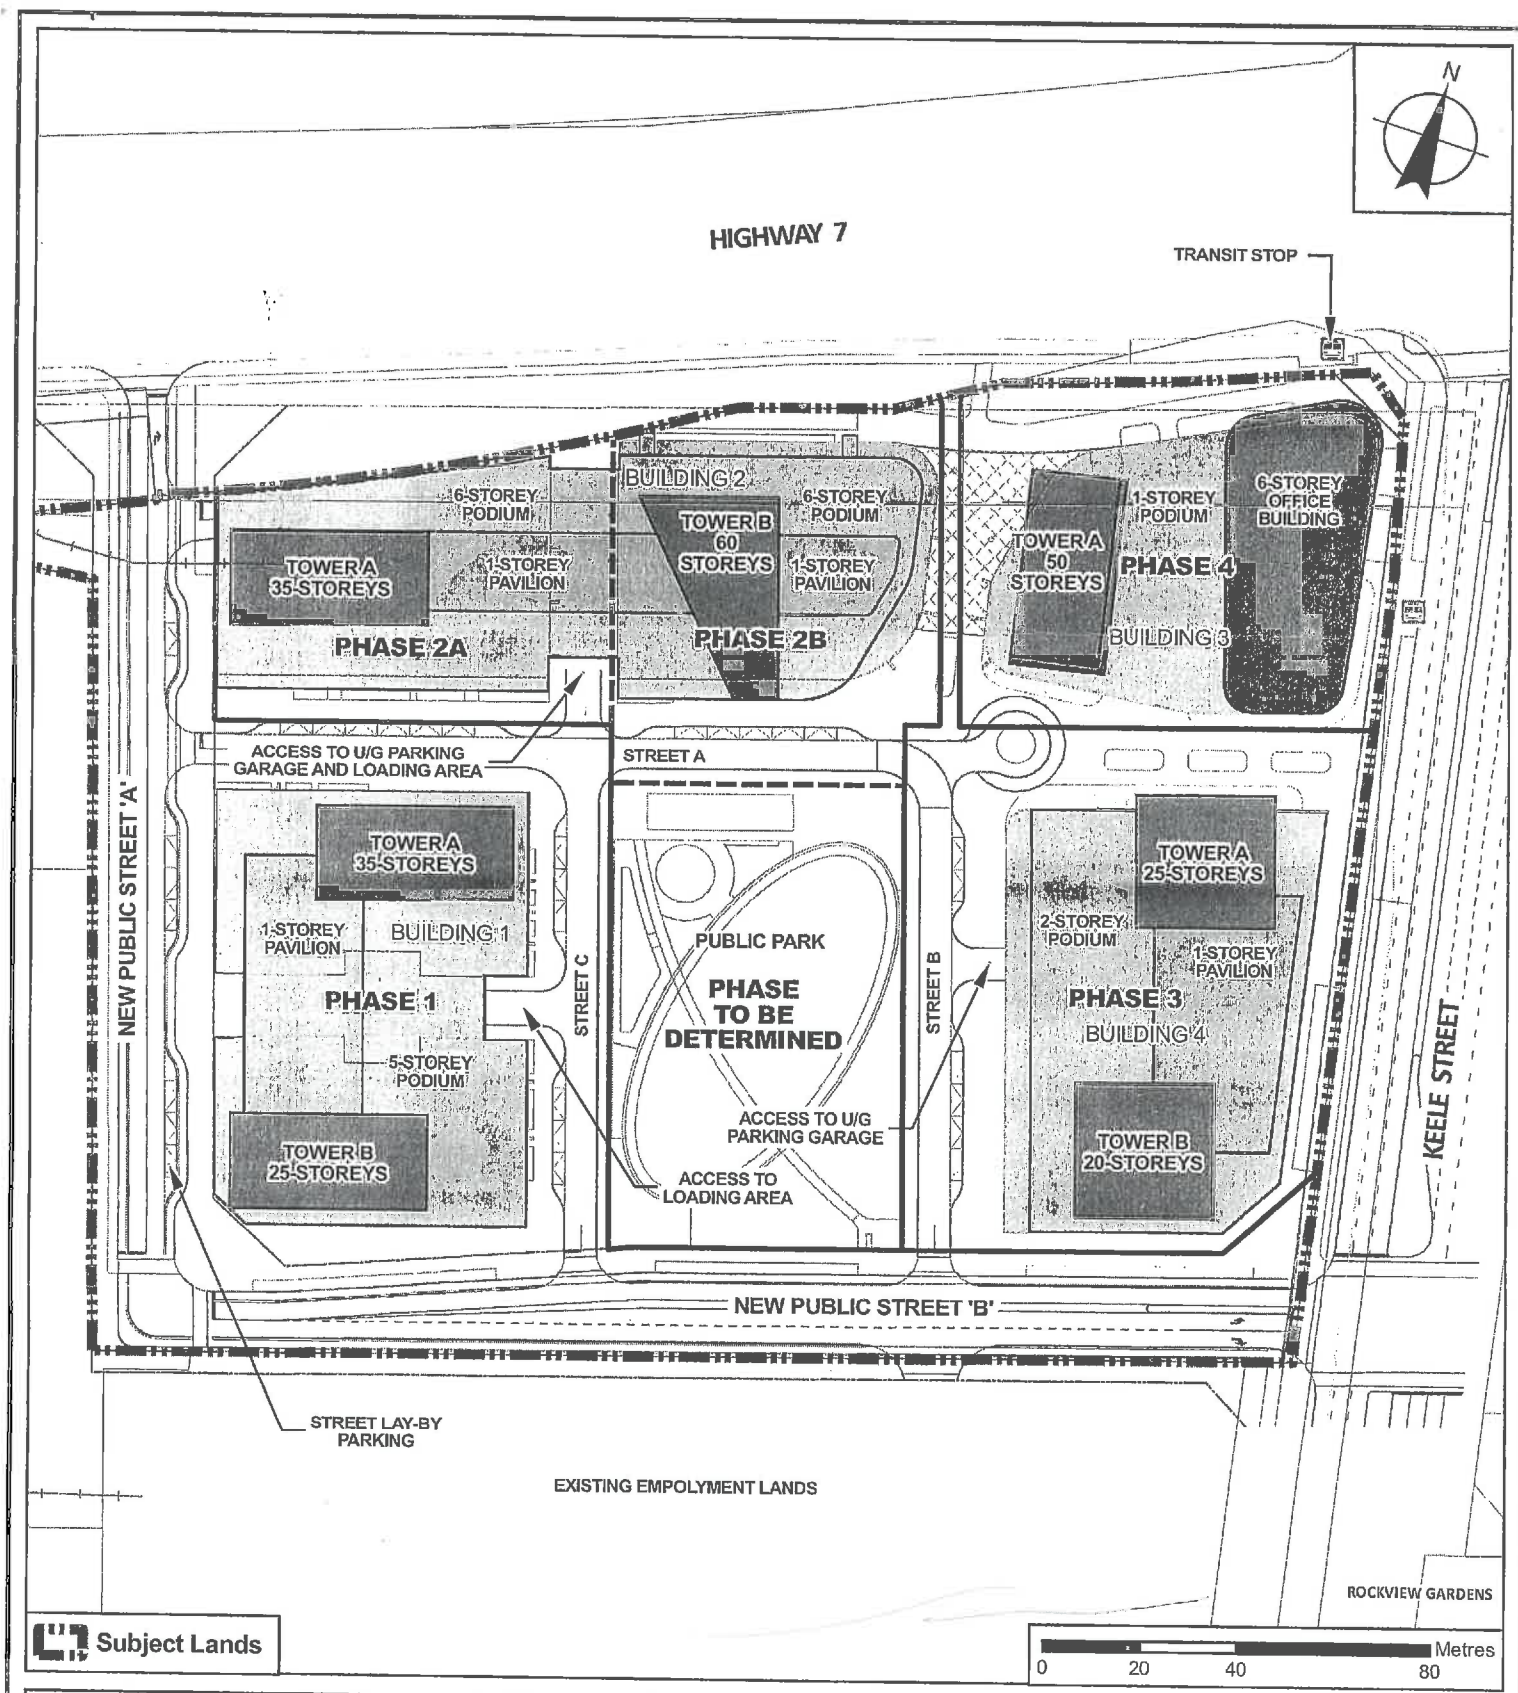 N
HIGHWAY 7
TRANSIT STOP
BUILDING 2
6-STOREY
PODIUM
TOWER B
60
STOREYS
6-STOREY
PODIUM
1-STOREY
PODIUM
6-STOREY
OFFICE
BUILDING
TOWER A
35-STOREYS
1-STOREY
PAVILION
1-STOREY
PAVILION
TOWER A
50
STOREYS
PHASE 4
PHASE 2A
PHASE 2B
BUILDING 3
ACCESS TO U/G PARKING
GARAGE AND LOADING AREA
STREET A
NEW PUBLIC STREET 'A'
TOWER A
35-STOREYS
TOWER A
25-STOREYS
1-STOREY
PAVILION
BUILDING 1
PUBLIC PARK
2-STOREY
PODIUM
1-STOREY
PAVILION
PHASE 1
STREET C
PHASE
TO BE
DETERMINED
STREET B
PHASE 3
BUILDING 4
5-STOREY
PODIUM
KEELE STREET
ACCESS TO U/G
PARKING GARAGE
TOWER B
25-STOREYS
TOWER B
20-STOREYS
ACCESS TO
LOADING AREA
NEW PUBLIC STREET 'B'
STREET LAY-BY
PARKING
EXISTING EMPOLYMENT LANDS
ROCKVIEW GARDENS
Subject Lands
Metres
0 20 40 80